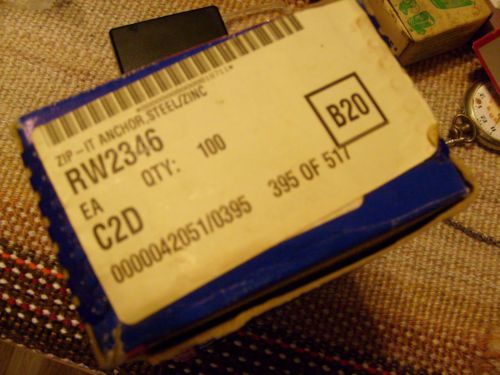 ZIP-IT ANCHOR,STEEL/ZINC
RW2346
EA QTY: 100
B20
C2D
0000042051/0395 395 OF 517